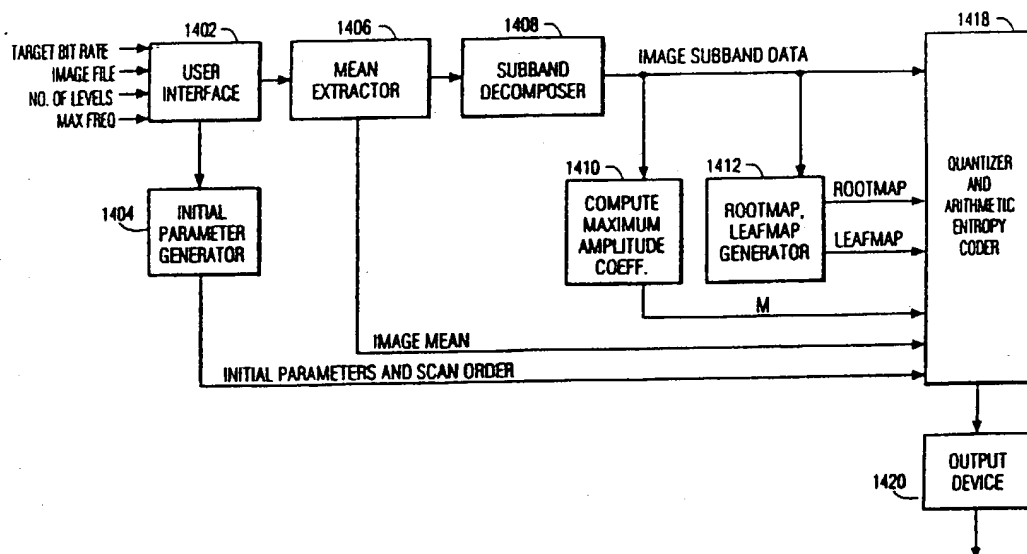 1402
1406
1408
1418
TARGET BIT RATE
IMAGE FILE
NO. OF LEVELS
MAX FREQ
USER
INTERFACE
MEAN
EXTRACTOR
SUBBAND
DECOMPOSER
IMAGE SUBBAND DATA
1404
INITIAL
PARAMETER
GENERATOR
1410
COMPUTE
MAXIMUM
AMPLITUDE
COEFF.
1412
ROOTMAP,
LEAFMAP
GENERATOR
ROOTMAP
LEAFMAP
QUANTIZER
AND
ARITHMETIC
ENTROPY
CODER
M
IMAGE MEAN
INITIAL PARAMETERS AND SCAN ORDER
1420
OUTPUT
DEVICE